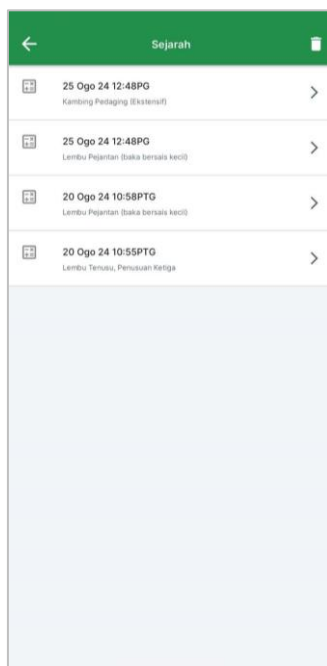 Sejarah
25 Ogo 24 12:48PG
Kambing Pedaging (Ekstensif)
25 Ogo 24 12:48PG
Lembu Pejantan (baka bersais kecil)
20 Ogo 24 10:58PTG
Lembu Pejantan (baka bersais kecil)
20 Ogo 24 10:55PTG
Lembu Tenusu, Penusuan Ketiga